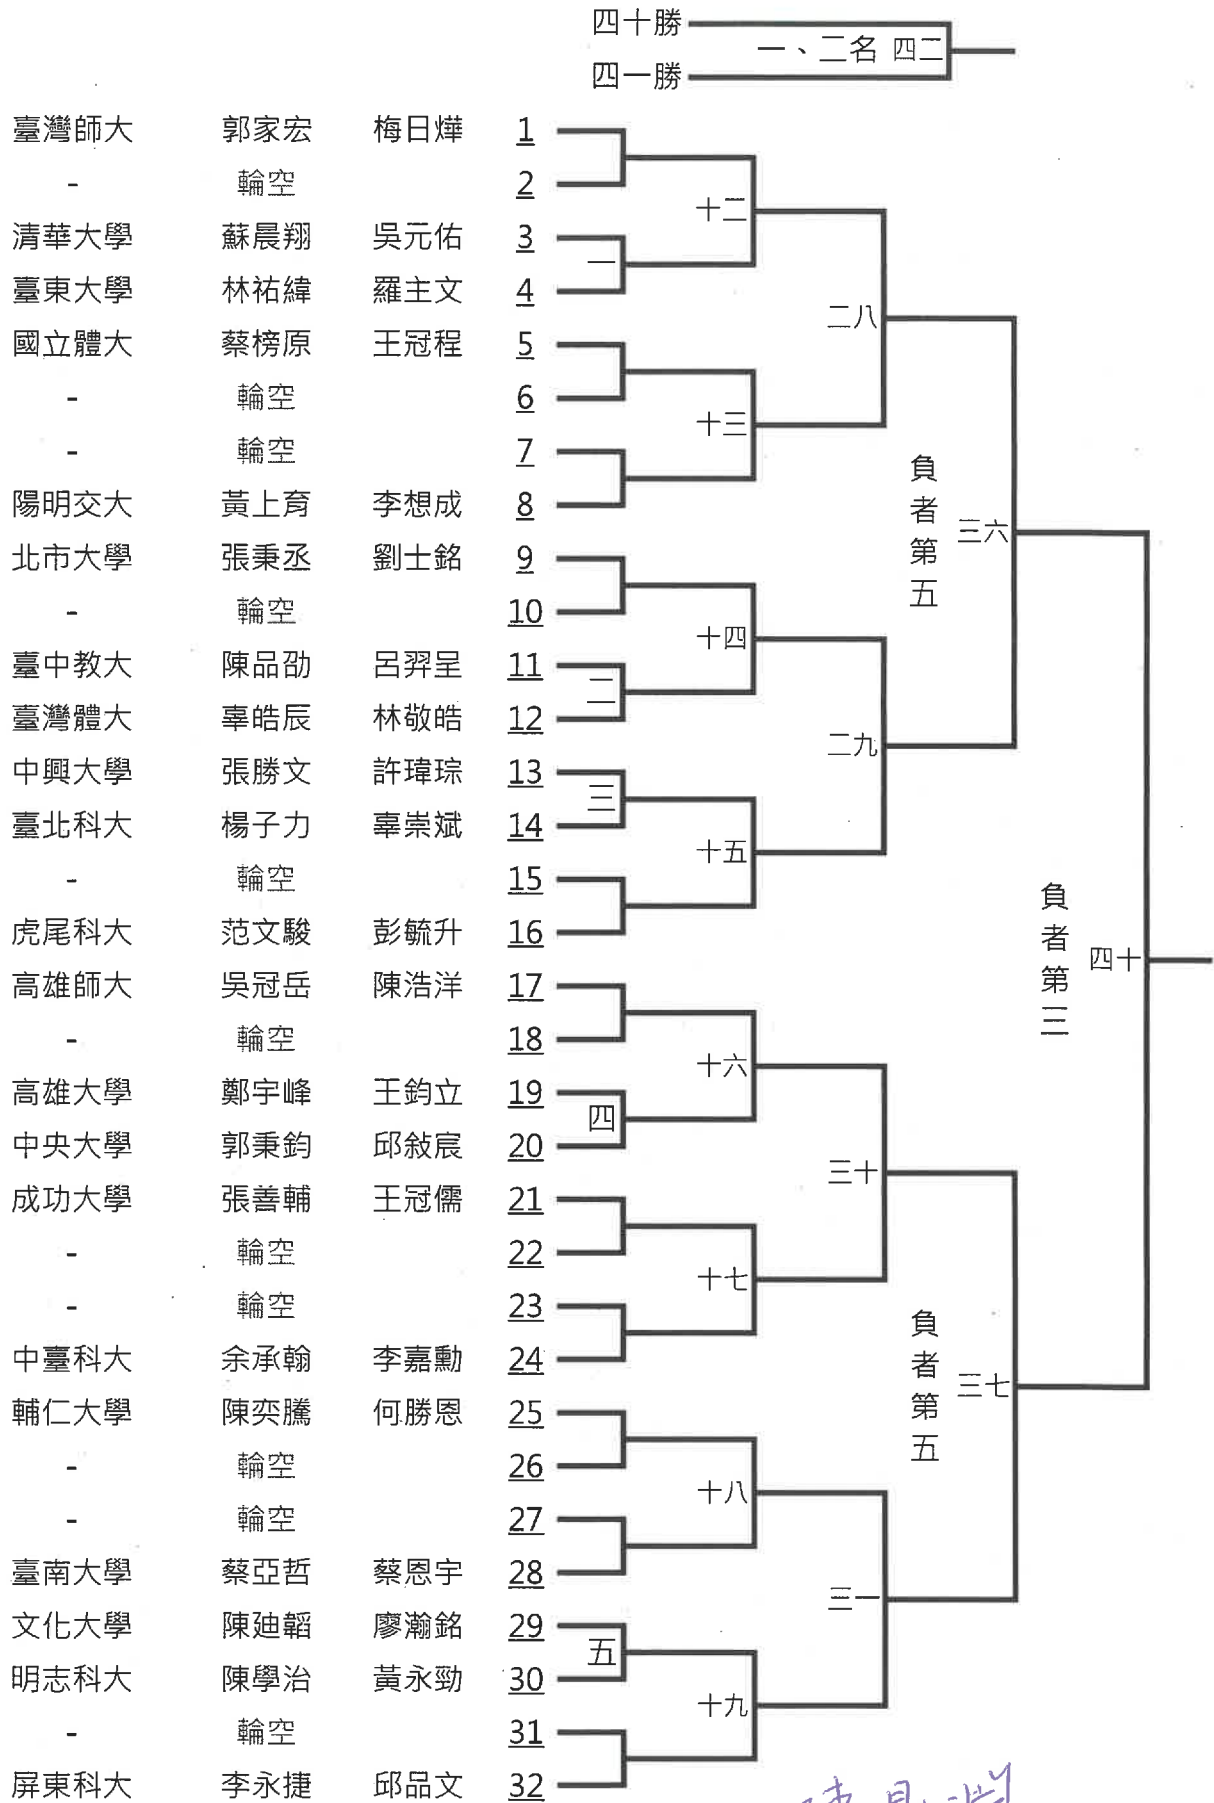 四十勝
一、二名 四二
四一勝
臺灣師大 郭家宏 梅日燁 1
- 輪空 2
十二
清華大學 蘇晨翔 吳元佑 3
一
臺東大學 林祐緯 羅主文 4
二八
國立體大 蔡榜原 王冠程 5
- 輪空 6
十三
- 輪空 7
陽明交大 黃上育 李想成 8
負者第五
三六
北市大學 張秉丞 劉士銘 9
- 輪空 10
十四
臺中教大 陳品劭 呂羿呈 11
二
臺灣體大 辜皓辰 林敬皓 12
二九
中興大學 張勝文 許瑋琮 13
三
臺北科大 楊子力 辜崇斌 14
十五
- 輪空 15
虎尾科大 范文駿 彭毓升 16
負者第三
四十
高雄師大 吳冠岳 陳浩洋 17
- 輪空 18
十六
高雄大學 鄭宇峰 王鈞立 19
四
中央大學 郭秉鈞 邱敍宸 20
三十
成功大學 張善輔 王冠儒 21
- 輪空 22
十七
- 輪空 23
中臺科大 余承翰 李嘉勳 24
負者第五
三七
輔仁大學 陳奕騰 何勝恩 25
- 輪空 26
十八
- 輪空 27
臺南大學 蔡亞哲 蔡恩宇 28
三一
文化大學 陳廸韜 廖瀚銘 29
五
明志科大 陳學治 黃永勁 30
十九
- 輪空 31
屏東科大 李永捷 邱品文 32